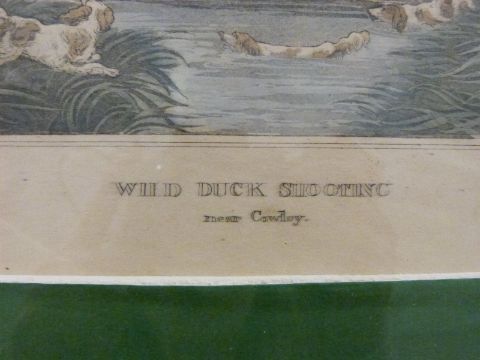 WILD DUCK SHOOTING
near Cowley.